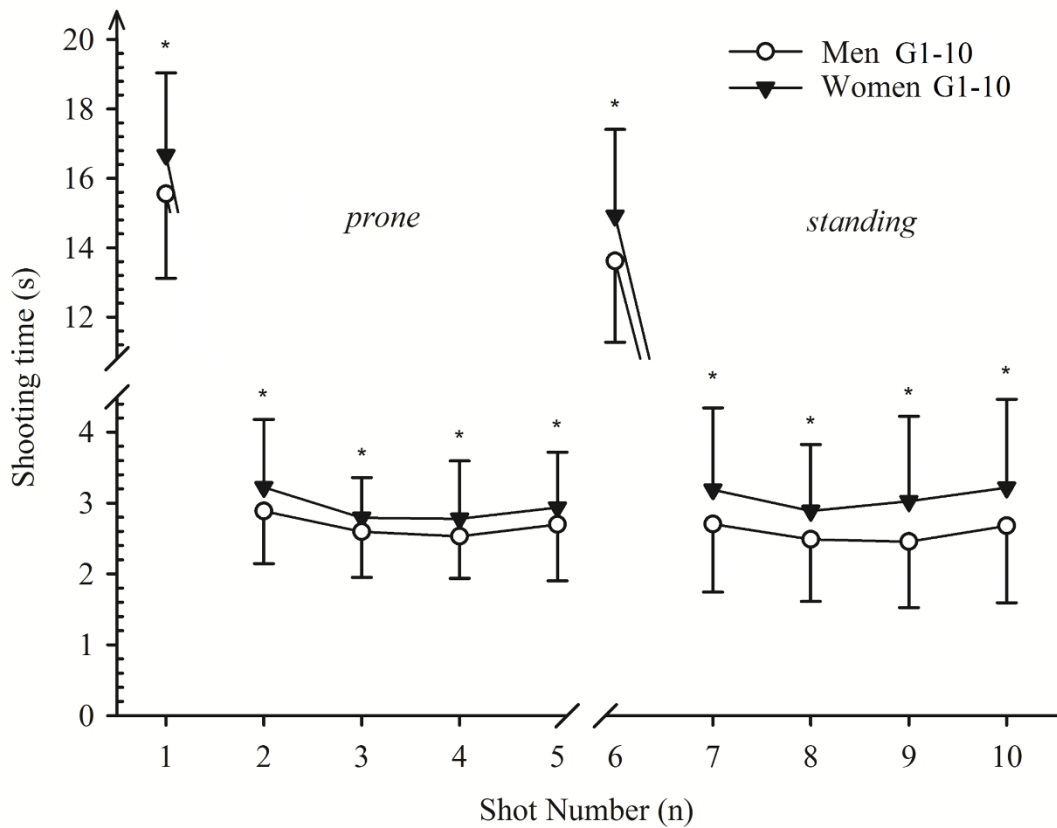 Men G1-10
Women G1-10
Shooting time (s)
20
18
16
14
12
4
3
2
1
0
*
*
*
*
*
*
*
*
*
*
prone
standing
1 2 3 4 5 6 7 8 9 10
Shot Number (n)